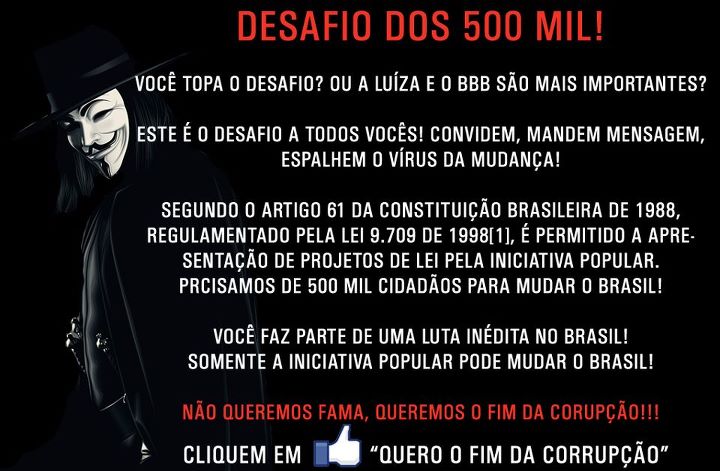 DESAFIO DOS 500 MIL!
VOCÊ TOPA O DESAFIO? OU A LUÍZA E O BBB SÃO MAIS IMPORTANTES?
ESTE É O DESAFIO A TODOS VOCÊS! CONVIDEM, MANDEM MENSAGEM,
ESPALHEM O VÍRUS DA MUDANÇA!
SEGUNDO O ARTIGO 61 DA CONSTITUIÇÃO BRASILEIRA DE 1988,
REGULAMENTADO PELA LEI 9.709 DE 1998[1], É PERMITIDO A APRE-
SENTAÇÃO DE PROJETOS DE LEI PELA INICIATIVA POPULAR.
PRCISAMOS DE 500 MIL CIDADÃOS PARA MUDAR O BRASIL!
VOCÊ FAZ PARTE DE UMA LUTA INÉDITA NO BRASIL!
SOMENTE A INICIATIVA POPULAR PODE MUDAR O BRASIL!
NÃO QUEREMOS FAMA, QUEREMOS O FIM DA CORUPÇÃO!!!
CLIQUEM EM “QUERO O FIM DA CORRUPÇÃO”